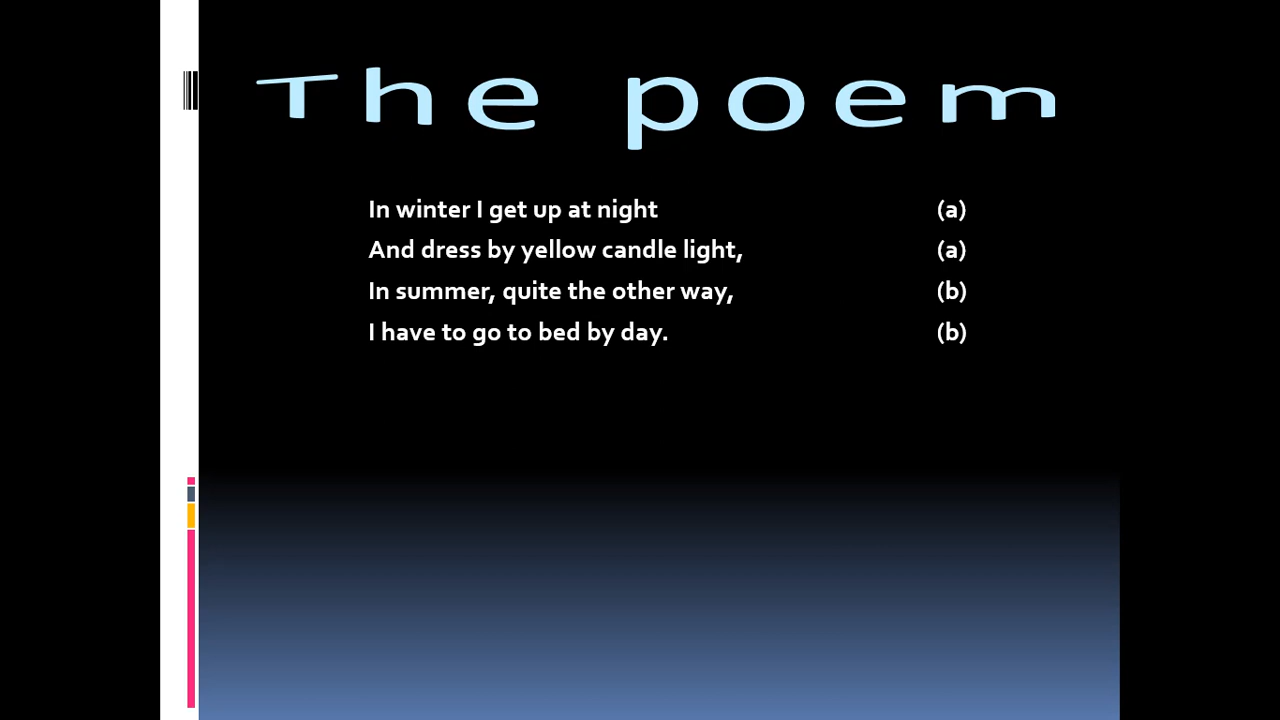 The poem
In winter I get up at night (a)
And dress by yellow candle light, (a)
In summer, quite the other way, (b)
I have to go to bed by day. (b)